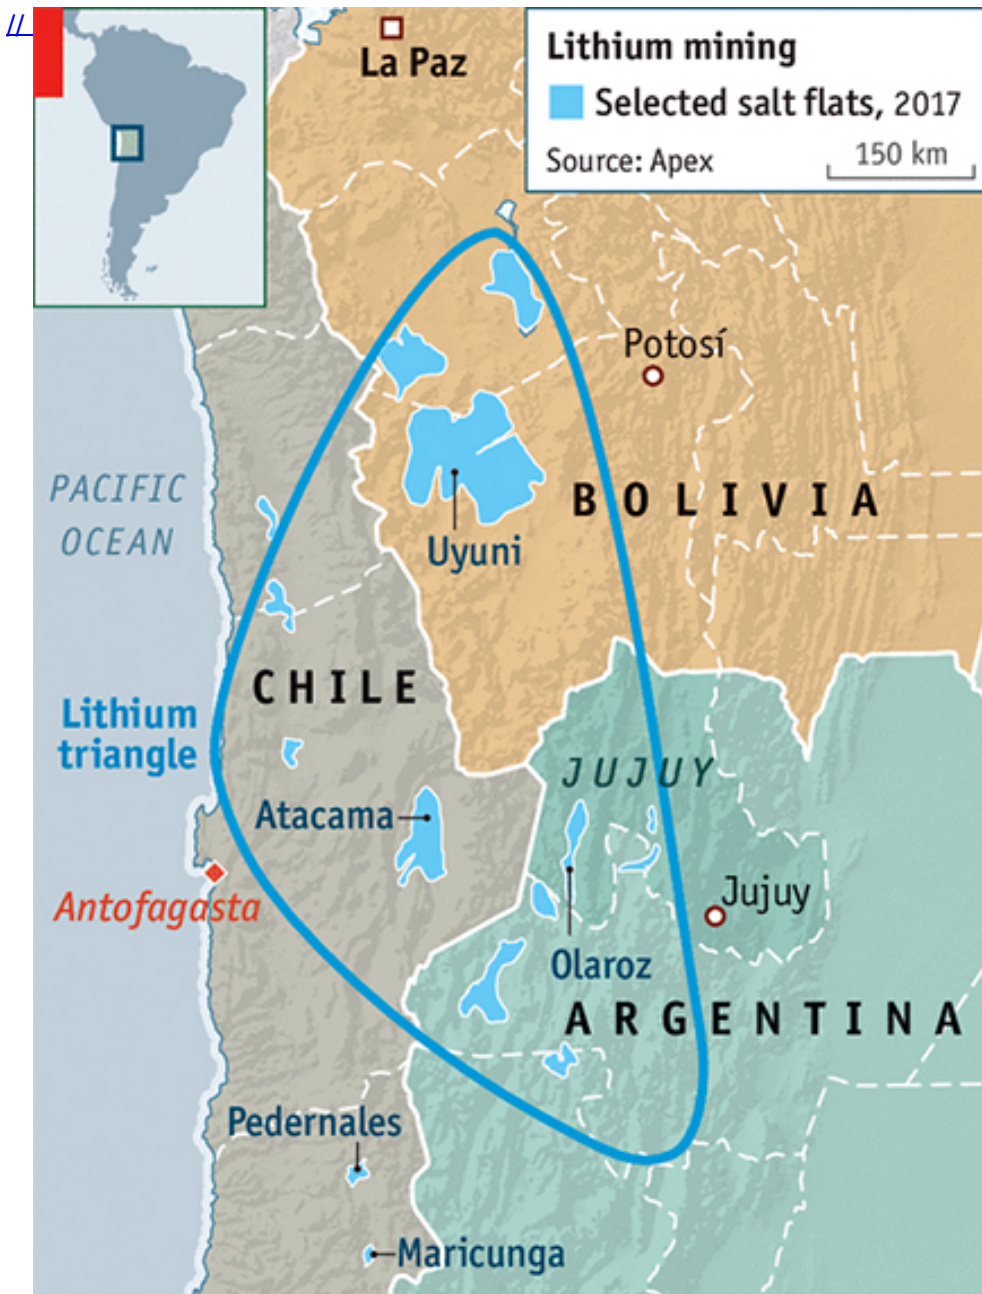 //
La Paz
Lithium mining
Selected salt flats, 2017
Source: Apex
150 km
Potosí
PACIFIC
OCEAN
BOLIVIA
Uyuni
CHILE
Lithium
triangle
JUJUY
Atacama
Antofagasta
Jujuy
Olaroz
ARGENTINA
Pedernales
Maricunga